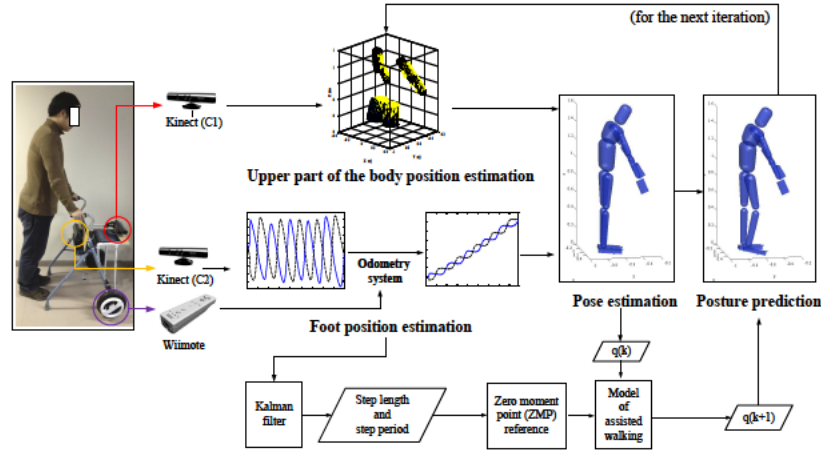 (for the next iteration)
Kinect (C1)
Upper part of the body position estimation
Kinect (C2)
Odometry
system
Wiimote
Foot position estimation
Pose estimation
Posture prediction
q(k)
Kalman
filter
Step length
and
step period
Zero moment
point (ZMP)
reference
Model
of
assisted
walking
q(k+1)